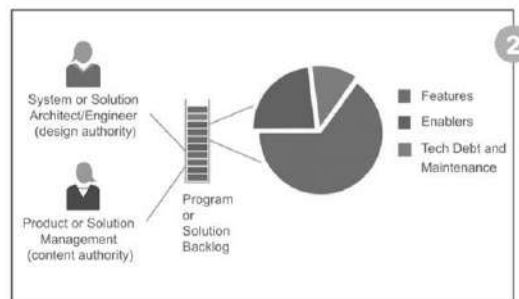 2
System or Solution
Architect/Engineer
(design authority)
Product or Solution
Management
(content authority)
Program
or
Solution
Backlog
Features
Enablers
Tech Debt and
Maintenance